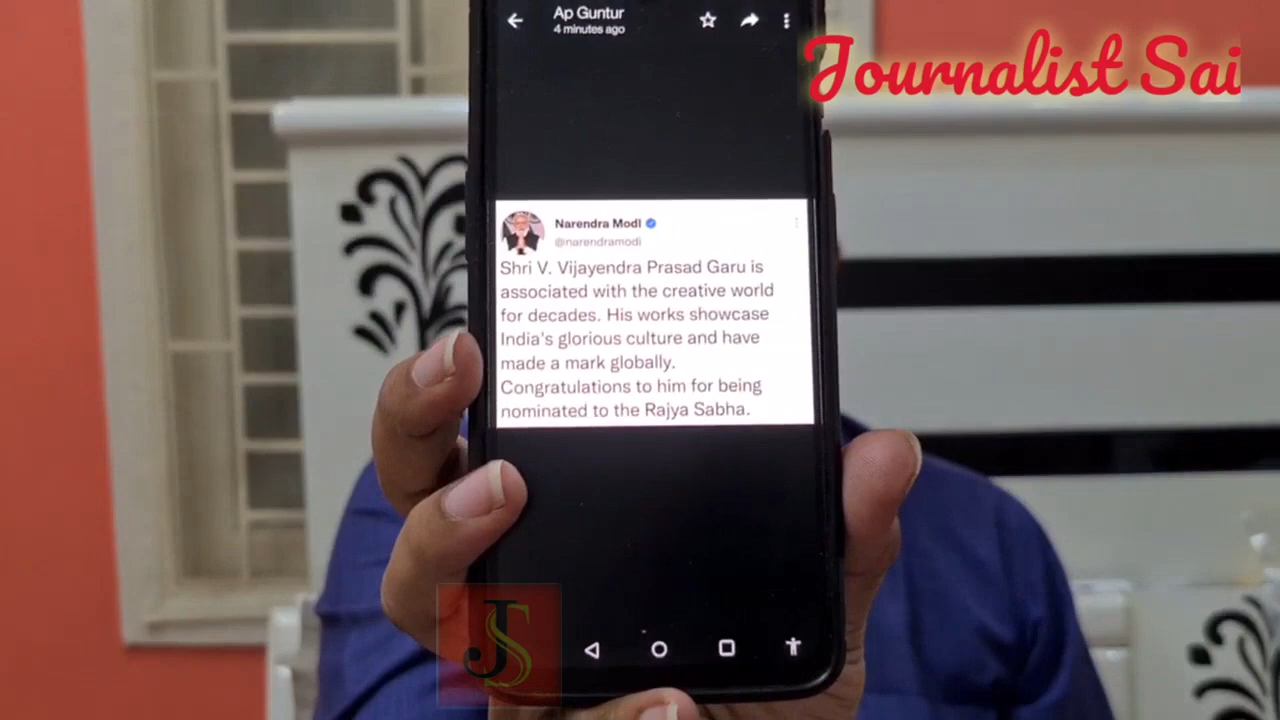 Ap Guntur
4 minutes ago
Journalist Sai
Narendra Modi
@narendramodi
Shri V. Vijayendra Prasad Garu is
associated with the creative world
for decades. His works showcase
India's glorious culture and have
made a mark globally.
Congratulations to him for being
nominated to the Rajya Sabha.
JS